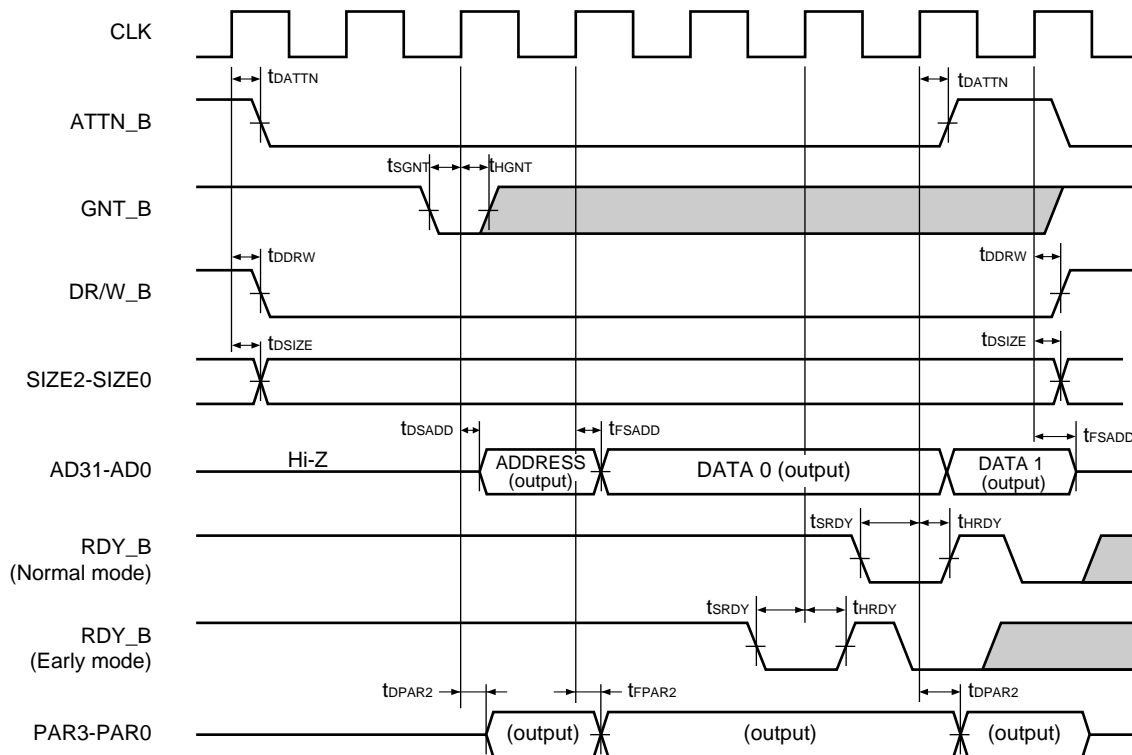 CLK
tDATTN
tDATTN
ATTN_B
tSGNT
tHGNT
GNT_B
tDDRW
tDDRW
DR/W_B
tDSIZE
tDSIZE
SIZE2-SIZE0
tDSADD
tFSADD
tFSADD
AD31-AD0
Hi-Z
ADDRESS
(output)
DATA 0 (output)
DATA 1
(output)
tSRDY
tHRDY
RDY_B
(Normal mode)
tSRDY
tHRDY
RDY_B
(Early mode)
tDPAR2
tFPAR2
tDPAR2
PAR3-PAR0
(output)
(output)
(output)